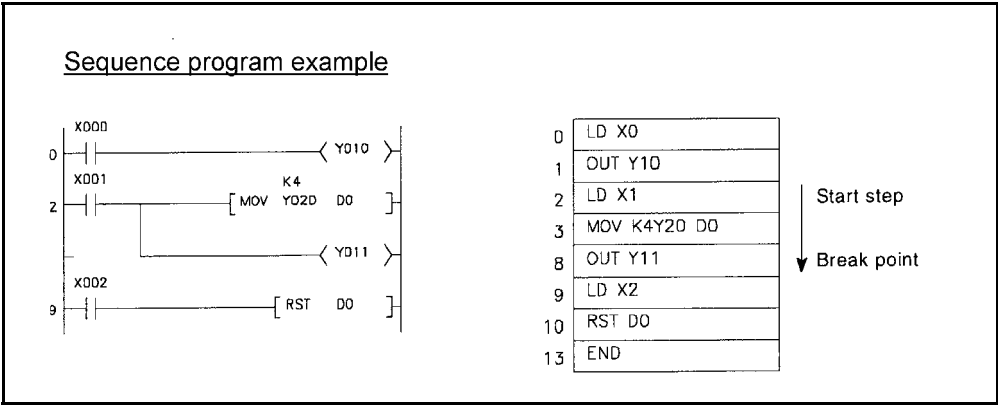 Sequence program example
X000
0 Y010
X001
K4
2 MOV Y020 D0
Y011
X002
9 RST D0
0 LD X0
1 OUT Y10
2 LD X1
3 MOV K4Y20 D0
8 OUT Y11
9 LD X2
10 RST D0
13 END
Start step
Break point